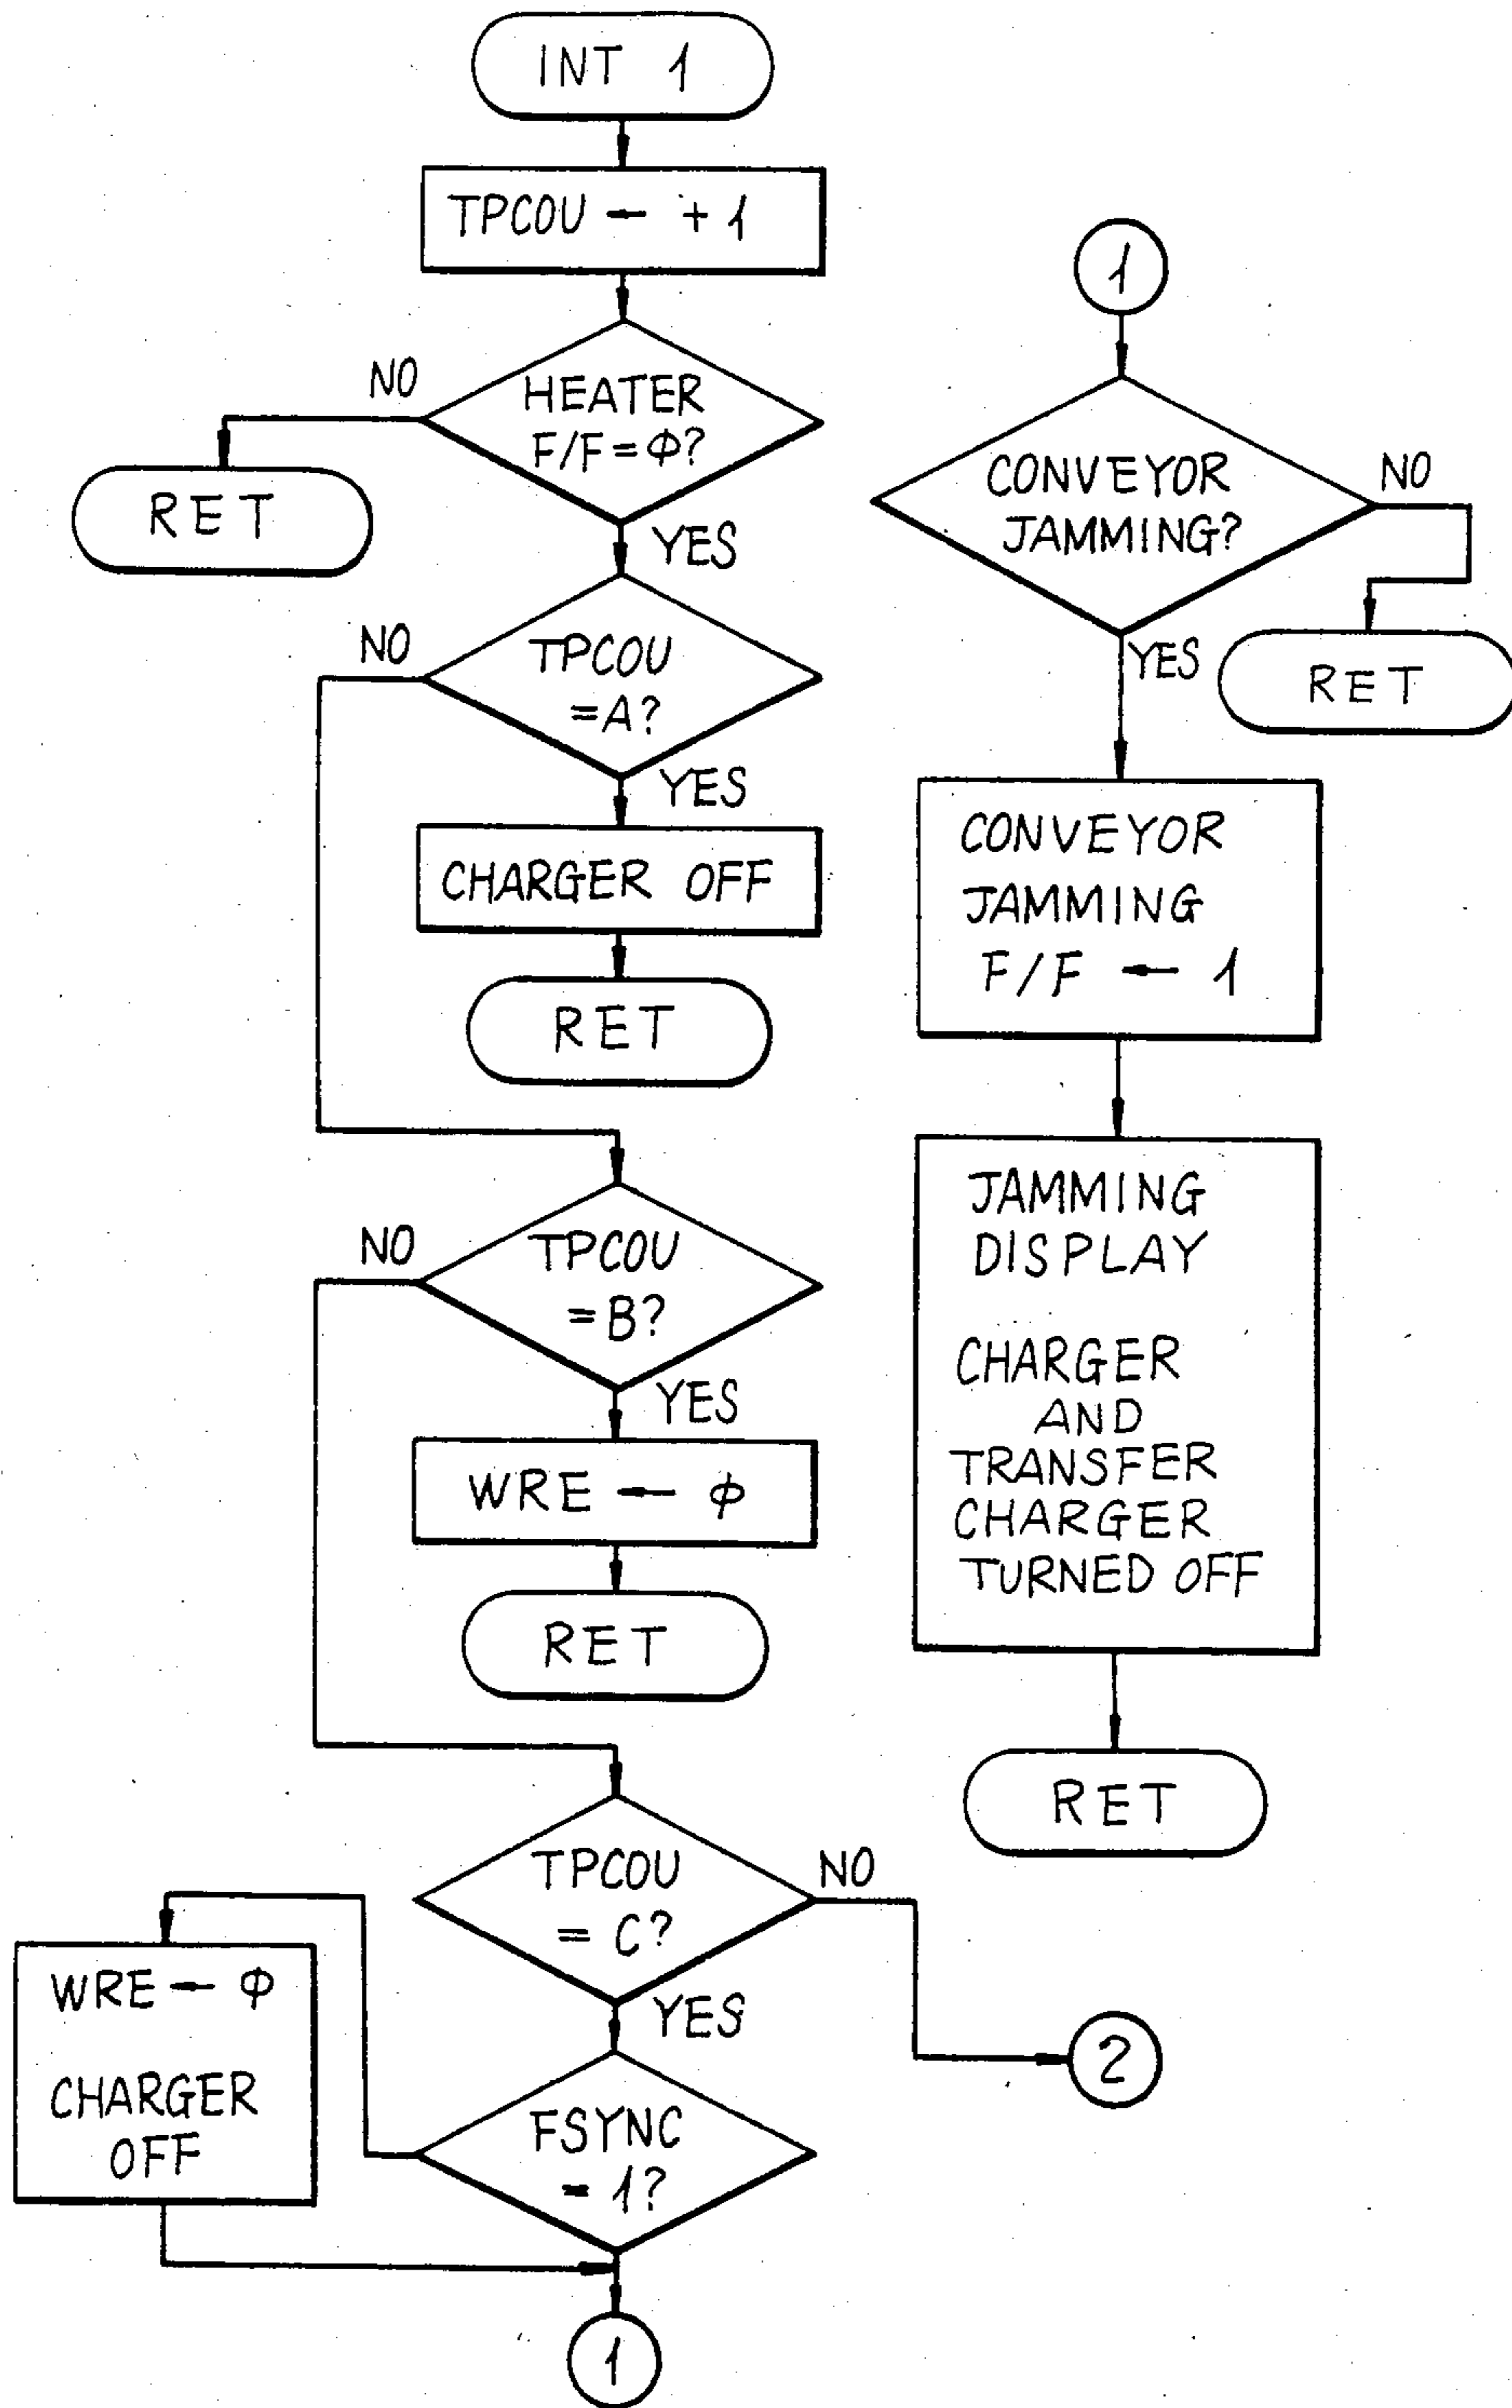 INT 1
TPCOU ← +1
HEATER
F/F=Φ?
NO
RET
YES
TPCOU
=A?
NO
YES
CHARGER OFF
RET
TPCOU
=B?
NO
YES
WRE ← Φ
RET
TPCOU
= C?
NO
2
YES
FSYNC
= 1?
WRE ← Φ
CHARGER
OFF
1
1
CONVEYOR
JAMMING?
NO
RET
YES
CONVEYOR
JAMMING
F/F ← 1
JAMMING
DISPLAY
CHARGER
AND
TRANSFER
CHARGER
TURNED OFF
RET